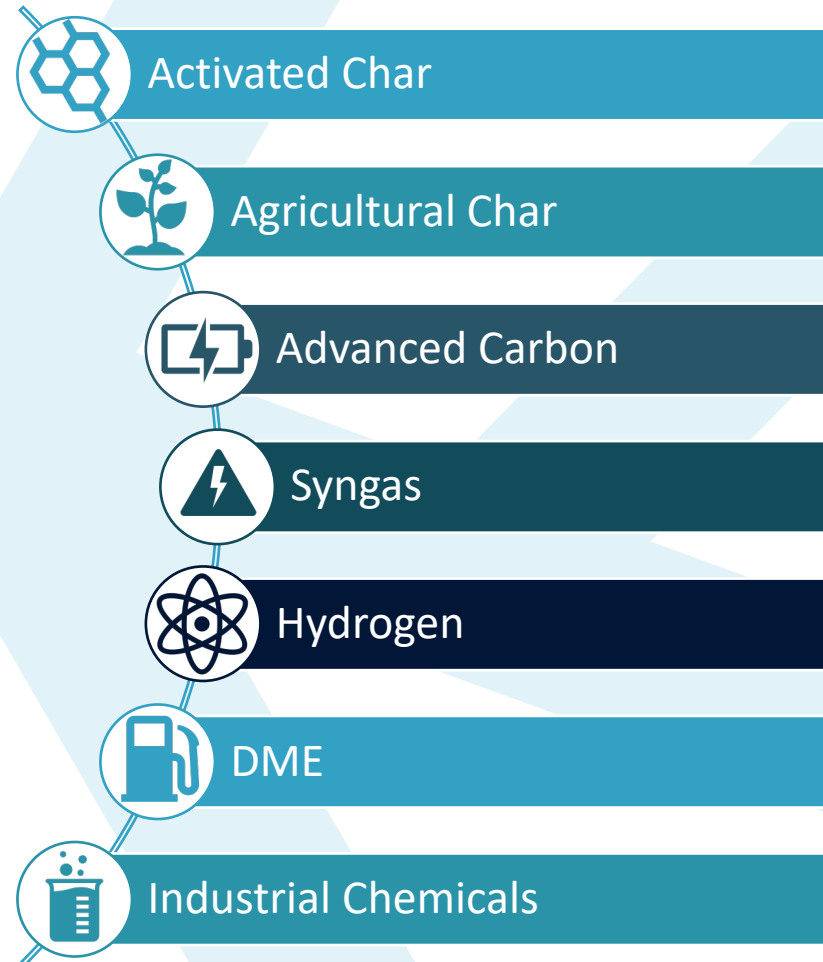 Activated Char
Agricultural Char
Advanced Carbon
Syngas
Hydrogen
DME
Industrial Chemicals